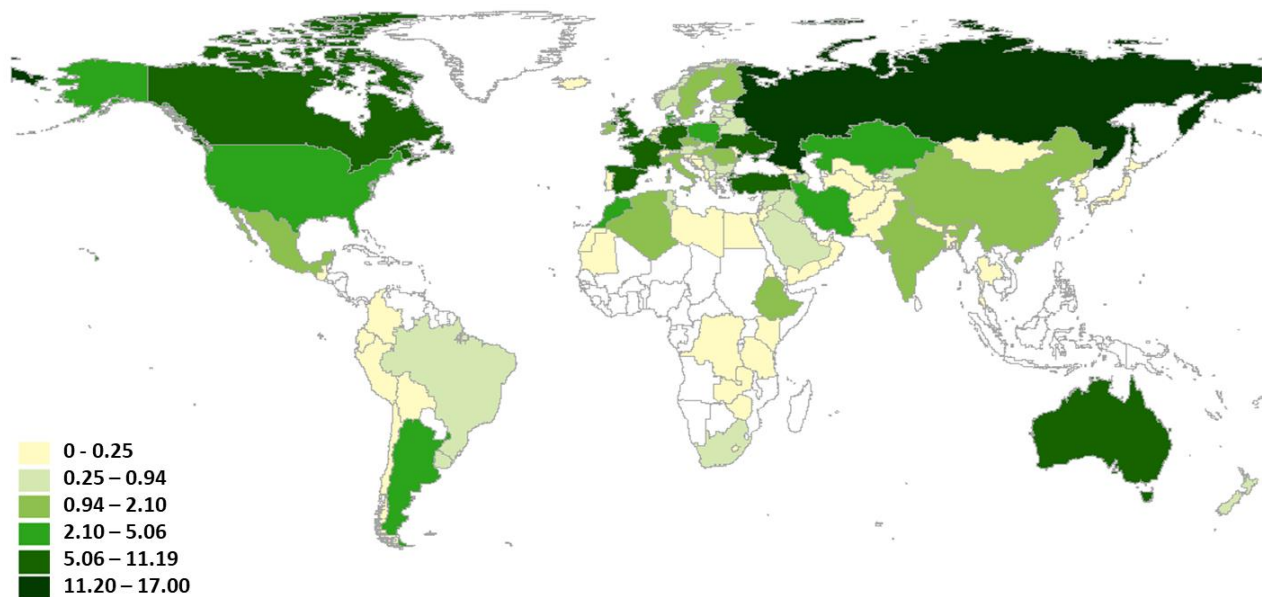 0 - 0.25
0.25 – 0.94
0.94 – 2.10
2.10 – 5.06
5.06 – 11.19
11.20 – 17.00